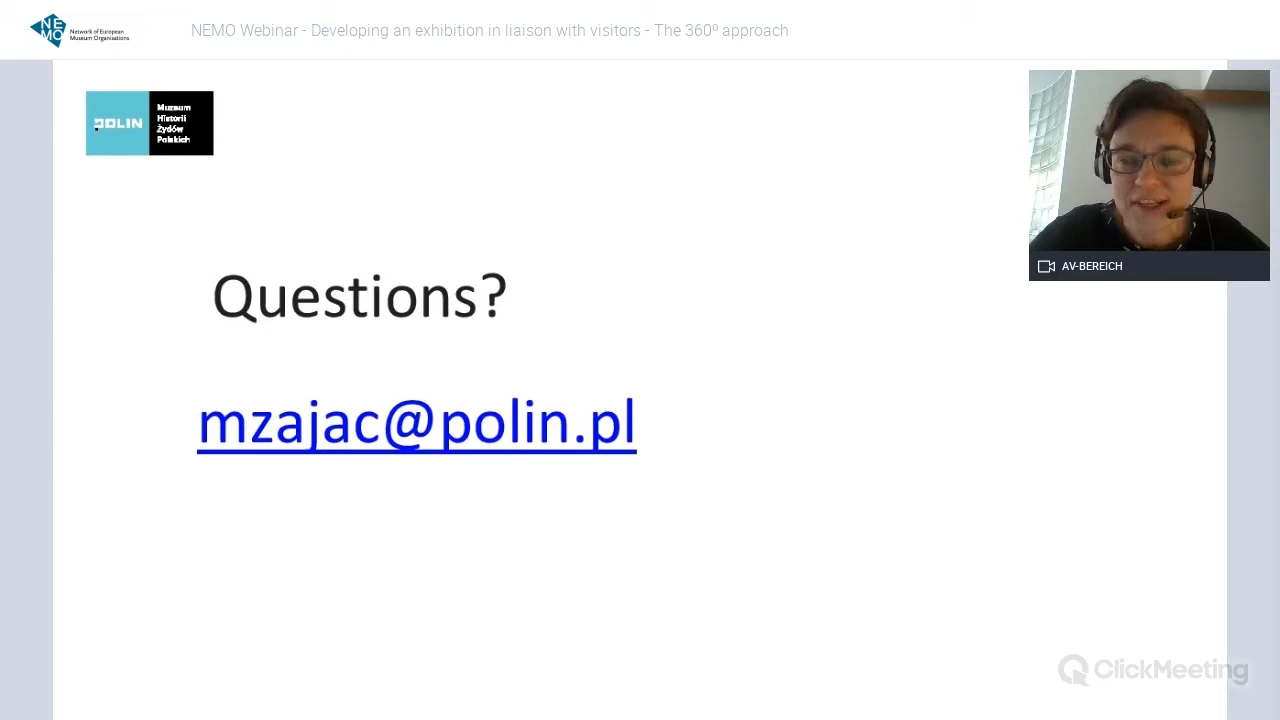 NEMO
Network of European
Museum Organisations
NEMO Webinar - Developing an exhibition in liaison with visitors - The 360º approach
POLIN
Muzeum
Historii
Żydów
Polskich
AV-BEREICH
Questions?
mzajac@polin.pl
ClickMeeting